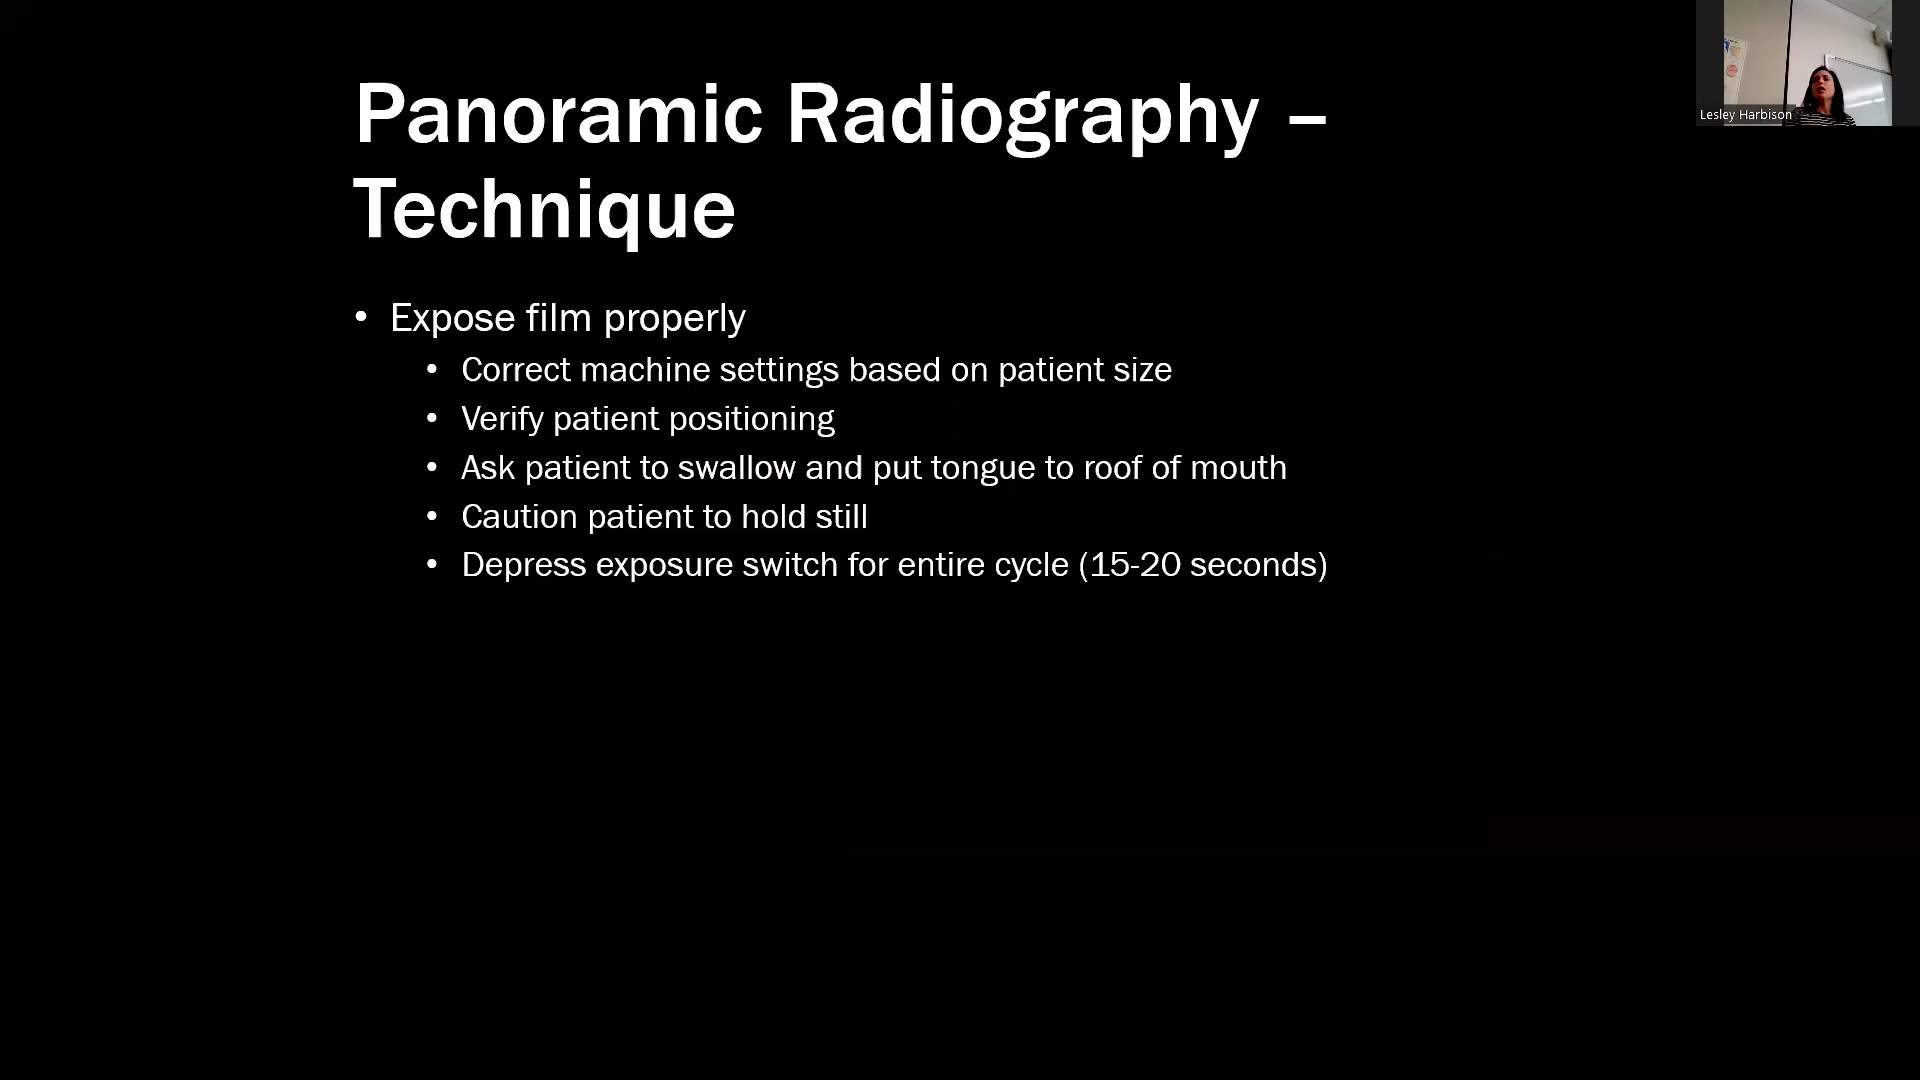 Panoramic Radiography –
Technique
• Expose film properly
• Correct machine settings based on patient size
• Verify patient positioning
• Ask patient to swallow and put tongue to roof of mouth
• Caution patient to hold still
• Depress exposure switch for entire cycle (15-20 seconds)
Lesley Harbison